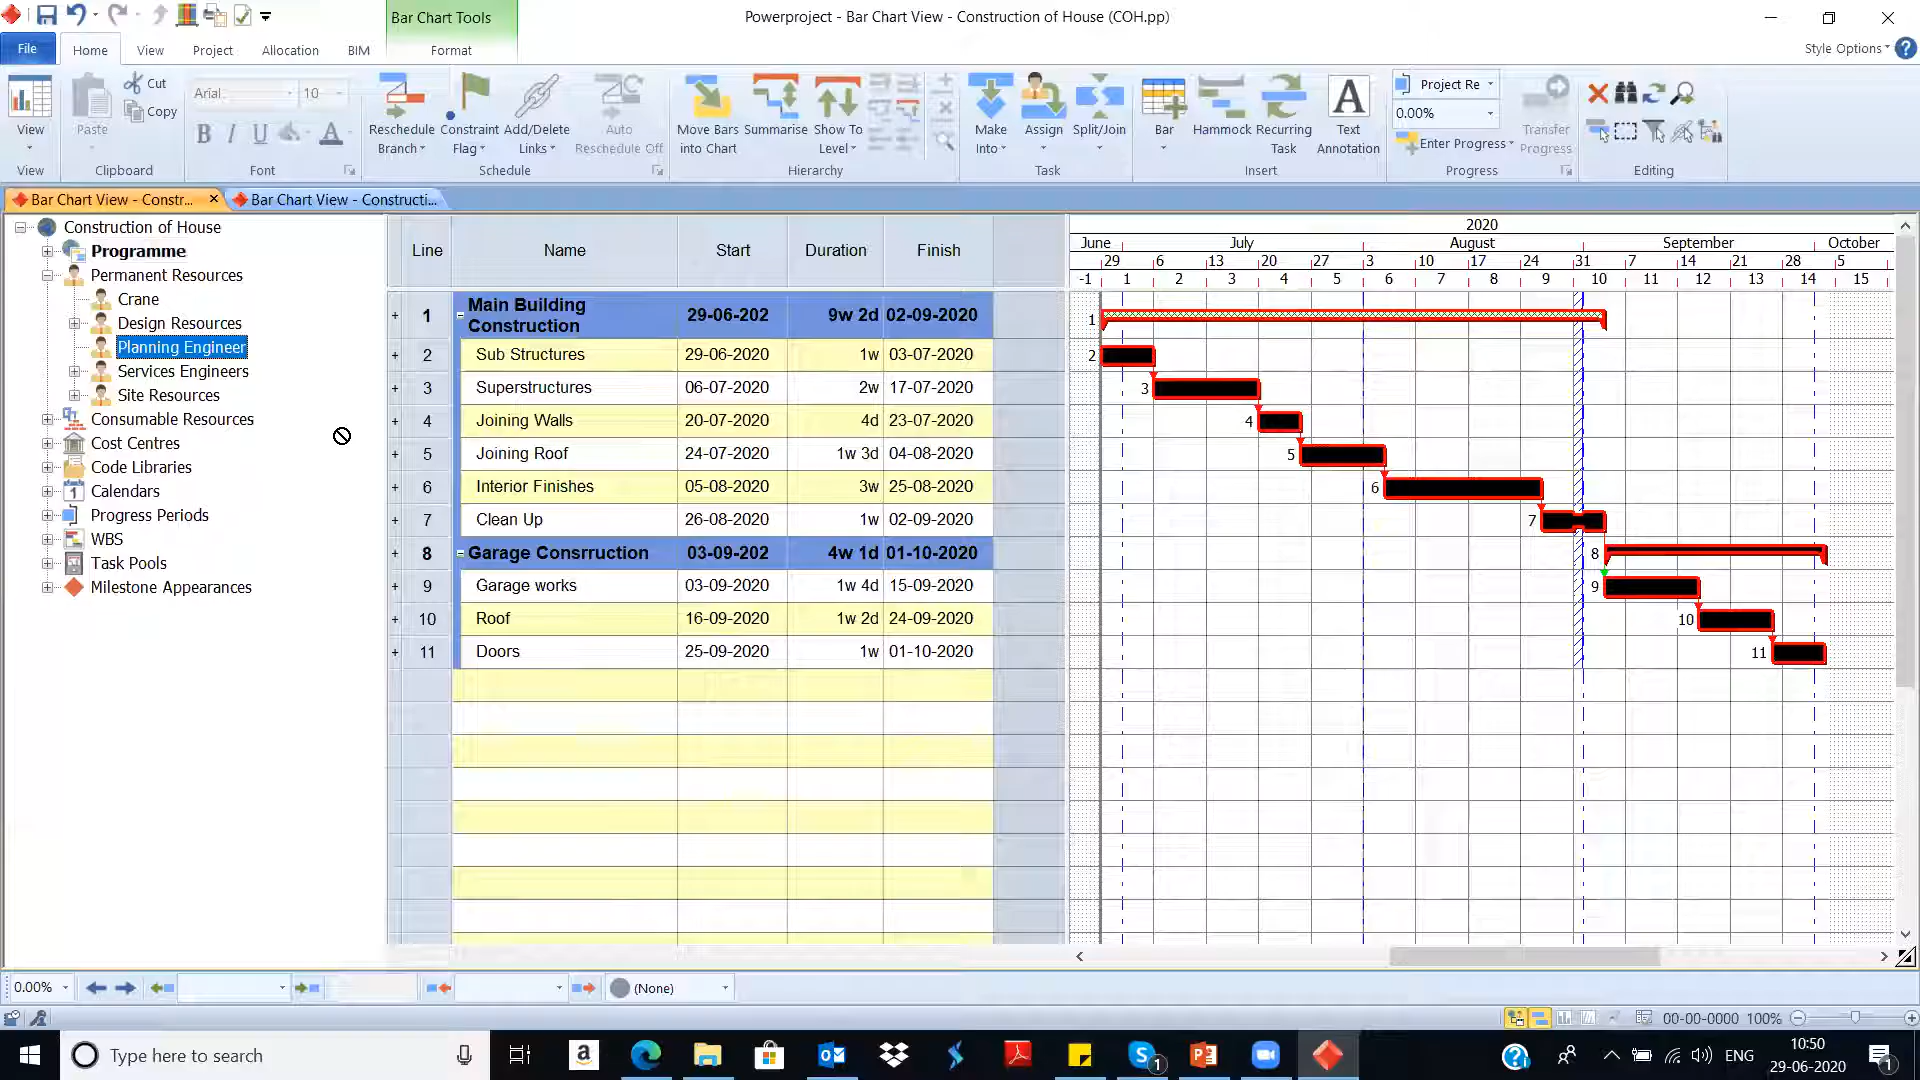 Bar Chart Tools
Powerproject - Bar Chart View - Construction of House (COH.pp)
File Home View Project Allocation BIM Format
Style Options
View
Paste
Cut
Copy
Arial
10
B I U A
Reschedule Branch
Constraint Flag
Add/Delete Links
Auto Reschedule Off
Move Bars into Chart
Summarise
Show To Level
Make Into
Assign
Split/Join
Bar
Hammock
Recurring Task
Text Annotation
Project Re
0.00%
Enter Progress
Transfer Progress
View Clipboard Font Schedule Hierarchy Task Insert Progress Editing
Bar Chart View - Constr...
Bar Chart View - Constructi...
Construction of House
Programme
Permanent Resources
Crane
Design Resources
Planning Engineer
Services Engineers
Site Resources
Consumable Resources
Cost Centres
Code Libraries
Calendars
Progress Periods
WBS
Task Pools
Milestone Appearances
Line Name Start Duration Finish
1 Main Building Construction 29-06-202 9w 2d 02-09-2020
2 Sub Structures 29-06-2020 1w 03-07-2020
3 Superstructures 06-07-2020 2w 17-07-2020
4 Joining Walls 20-07-2020 4d 23-07-2020
5 Joining Roof 24-07-2020 1w 3d 04-08-2020
6 Interior Finishes 05-08-2020 3w 25-08-2020
7 Clean Up 26-08-2020 1w 02-09-2020
8 Garage Consrruction 03-09-202 4w 1d 01-10-2020
9 Garage works 03-09-2020 1w 4d 15-09-2020
10 Roof 16-09-2020 1w 2d 24-09-2020
11 Doors 25-09-2020 1w 01-10-2020
2020
June July August September October
29 6 13 20 27 3 10 17 24 31 7 14 21 28 5
-1 1 2 3 4 5 6 7 8 9 10 11 12 13 14 15
1
2
3
4
5
6
7
8
9
10
11
0.00%
(None)
00-00-0000 100%
Type here to search
ENG
10:50
29-06-2020
1
1